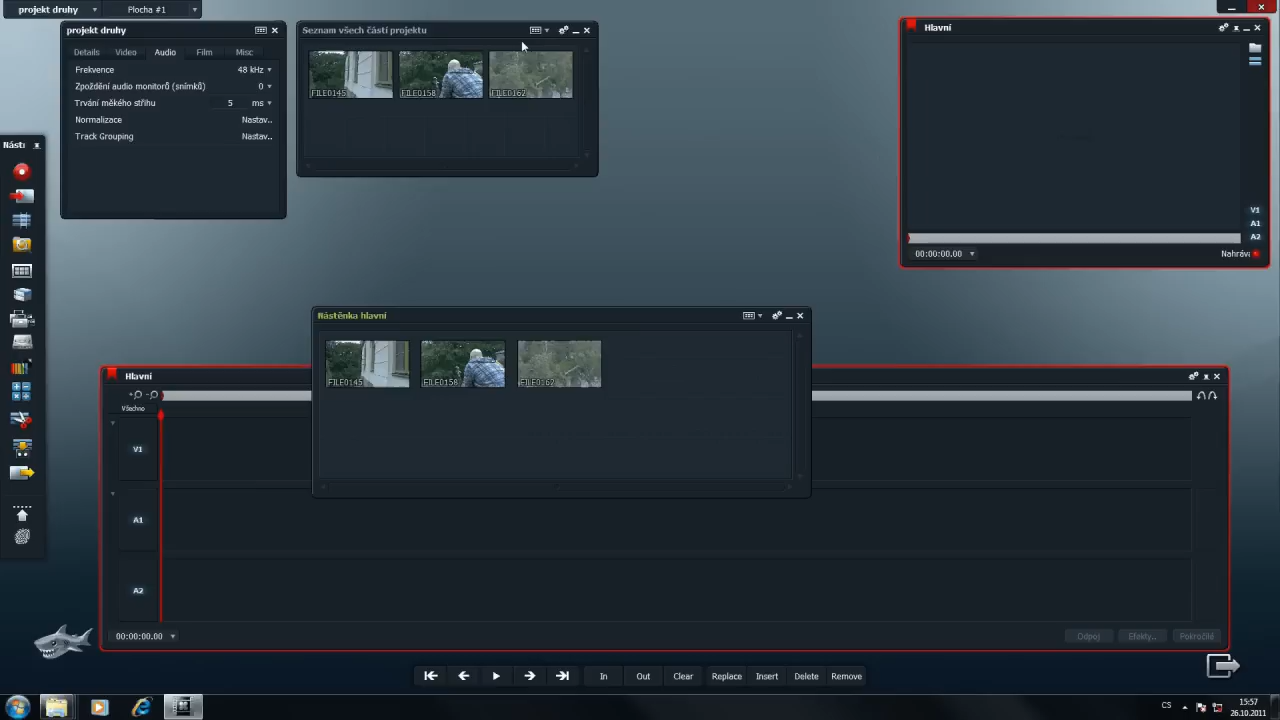 projekt druhy
Plocha #1
projekt druhy
Details Video Audio Film Misc
Frekvence 48 kHz
Zpoždění audio monitorů (snímků) 0
Trvání měkého střihu 5 ms
Normalizace Nastav..
Track Grouping Nastav..
Seznam všech částí projektu
FILE0145 FILE0158 FILE0162
Hlavní
V1
A1
A2
00:00:00.00
Nahráva
Nástě
Nástěnka hlavní
FILE0145 FILE0158 FILE0162
Hlavní
Všechno
V1
A1
A2
00:00:00.00
Odpoj Efekty.. Pokročilé
In Out Clear Replace Insert Delete Remove
CS
15:57
26.10.2011